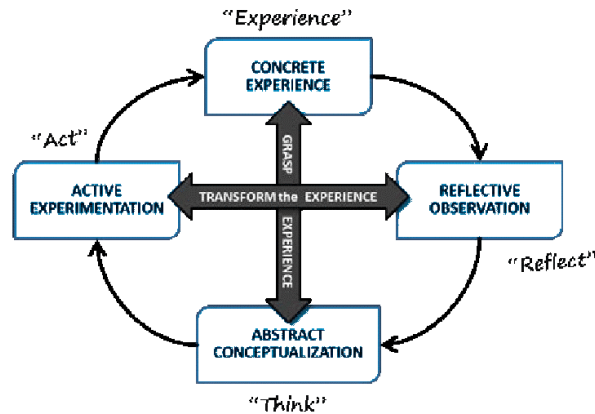 “Experience”
CONCRETE
EXPERIENCE
“Act”
GRASP
ACTIVE
EXPERIMENTATION
TRANSFORM the EXPERIENCE
REFLECTIVE
OBSERVATION
EXPERIENCE
“Reflect”
ABSTRACT
CONCEPTUALIZATION
“Think”